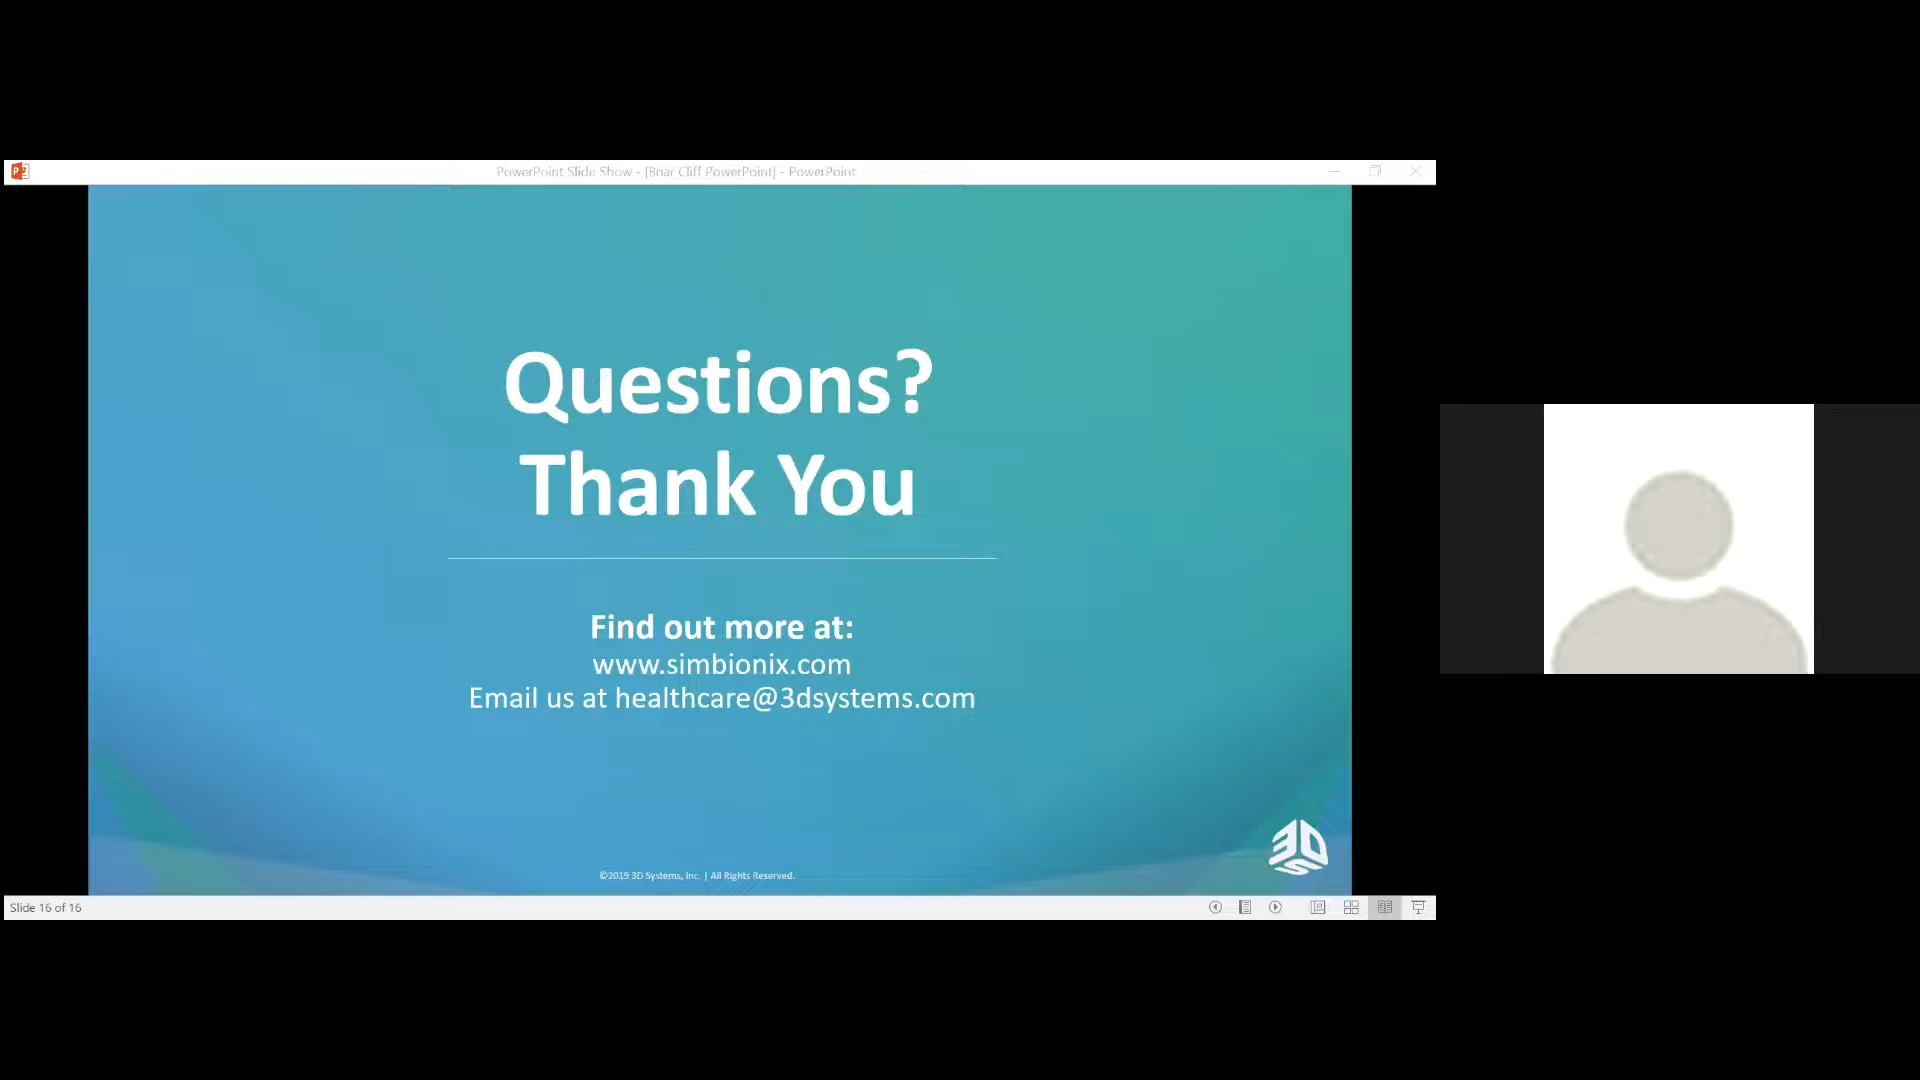 PowerPoint Slide Show - [Briar Cliff PowerPoint] - PowerPoint
Questions?
Thank You
Find out more at:
www.simbionix.com
Email us at healthcare@3dsystems.com
3DS
©2019 3D Systems, Inc. | All Rights Reserved.
Slide 16 of 16